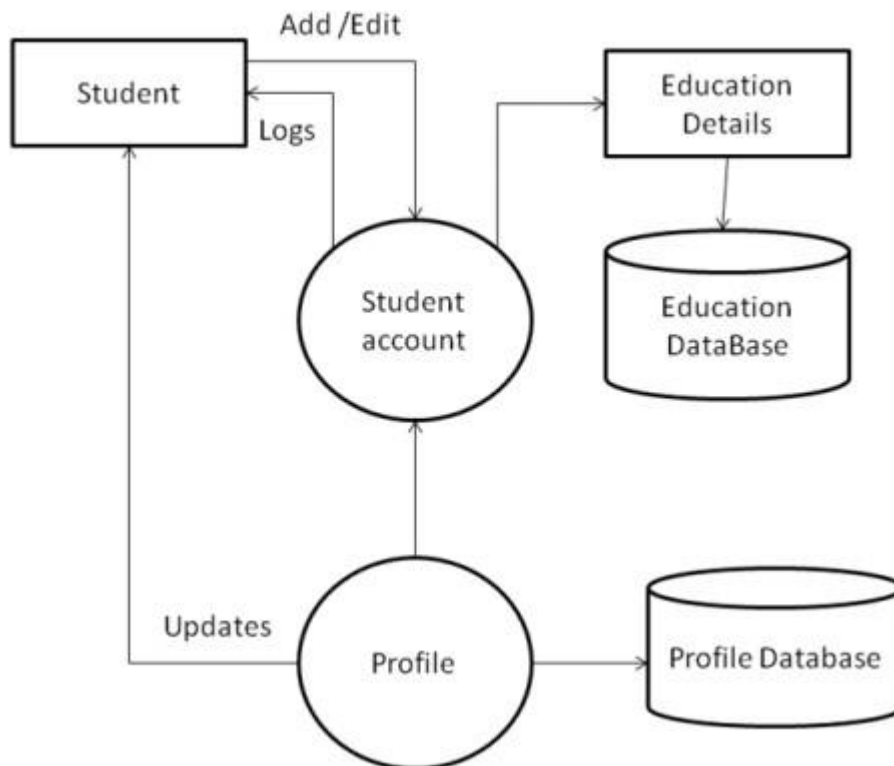 Add /Edit
Student
Logs
Education
Details
Student
account
Education
DataBase
Updates
Profile
Profile Database